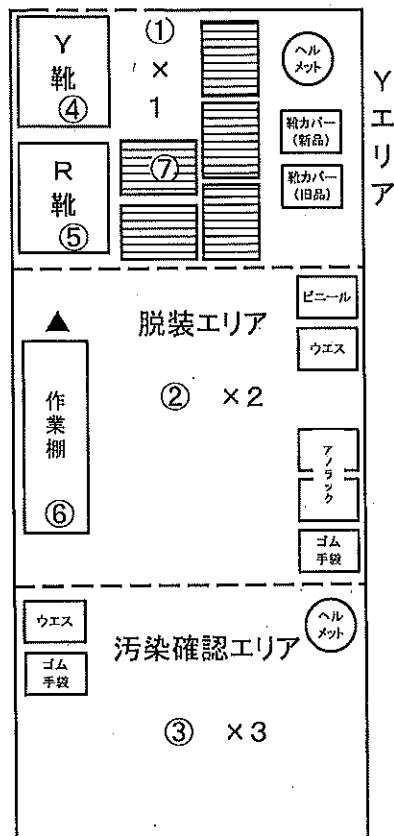 Y
靴
④
①
×
1
ヘル
メット
Yエリア
靴カバー
(新品)
靴カバー
(旧品)
R
靴
⑤
⑦
脱装エリア
② ×2
ビニール
ウエス
▲
作業棚
⑥
アノラック
ゴム
手袋
ウエス
ゴム
手袋
汚染確認エリア
ヘル
メット
③ ×3